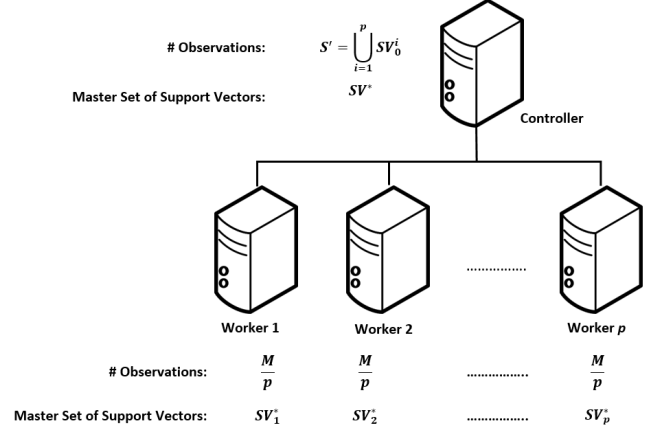 # Observations: S′ = ⋃_{i=1}^{p} SV_0^i
Master Set of Support Vectors: SV*
Controller
..............
Worker 1 Worker 2 Worker p
# Observations: M/p M/p ................ M/p
Master Set of Support Vectors: SV_1^* SV_2^* ................ SV_p^*